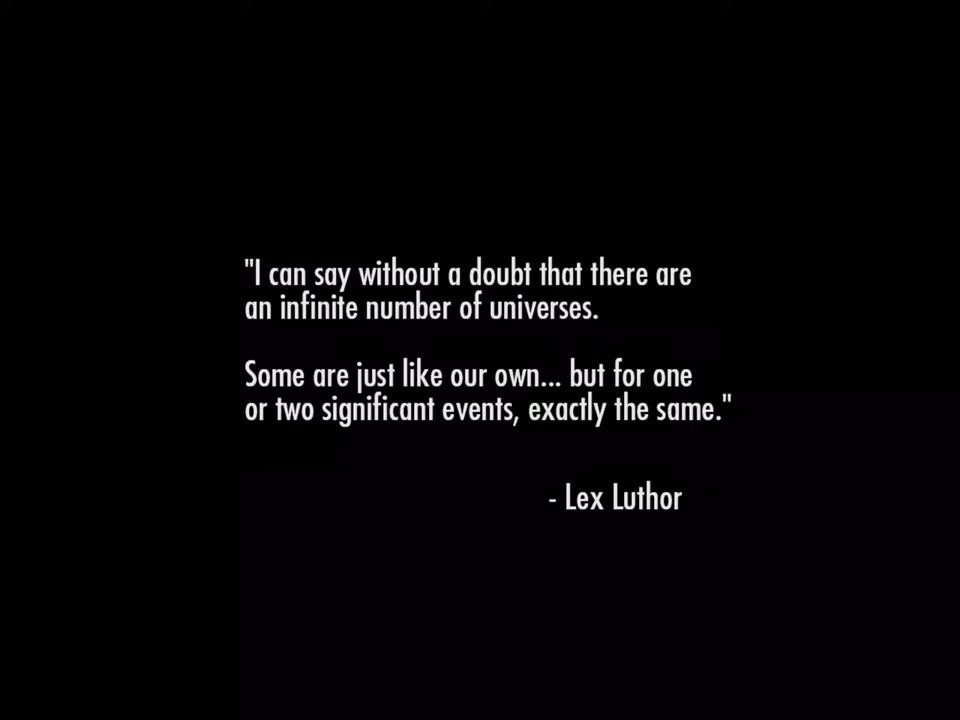 "I can say without a doubt that there are
an infinite number of universes.
Some are just like our own... but for one
or two significant events, exactly the same."
- Lex Luthor